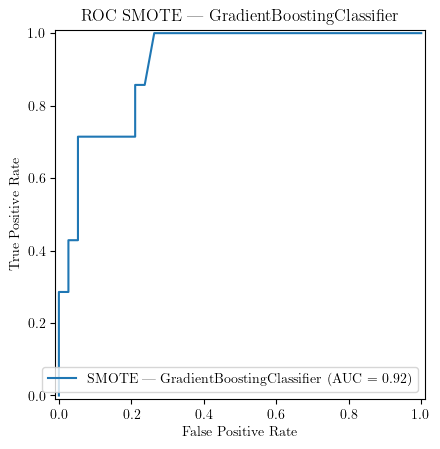 ROC SMOTE — GradientBoostingClassifier
1.0
0.8
0.6
0.4
0.2
0.0
True Positive Rate
SMOTE — GradientBoostingClassifier (AUC = 0.92)
0.0 0.2 0.4 0.6 0.8 1.0
False Positive Rate